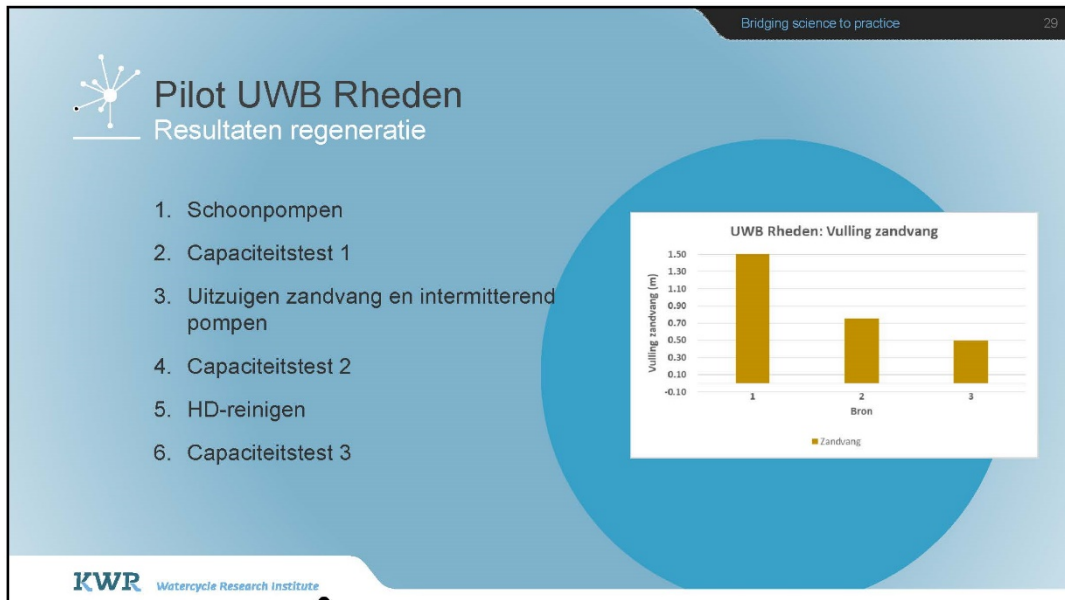 Bridging science to practice
29
Pilot UWB Rheden
Resultaten regeneratie
1. Schoonpompen
2. Capaciteitstest 1
3. Uitzuigen zandvang en intermitterend
pompen
4. Capaciteitstest 2
5. HD-reinigen
6. Capaciteitstest 3
UWB Rheden: Vulling zandvang
Vulling zandvang (m)
1.50
1.30
1.10
0.90
0.70
0.50
0.30
0.10
-0.10
1 2 3
Bron
Zandvang
KWR Watercycle Research Institute